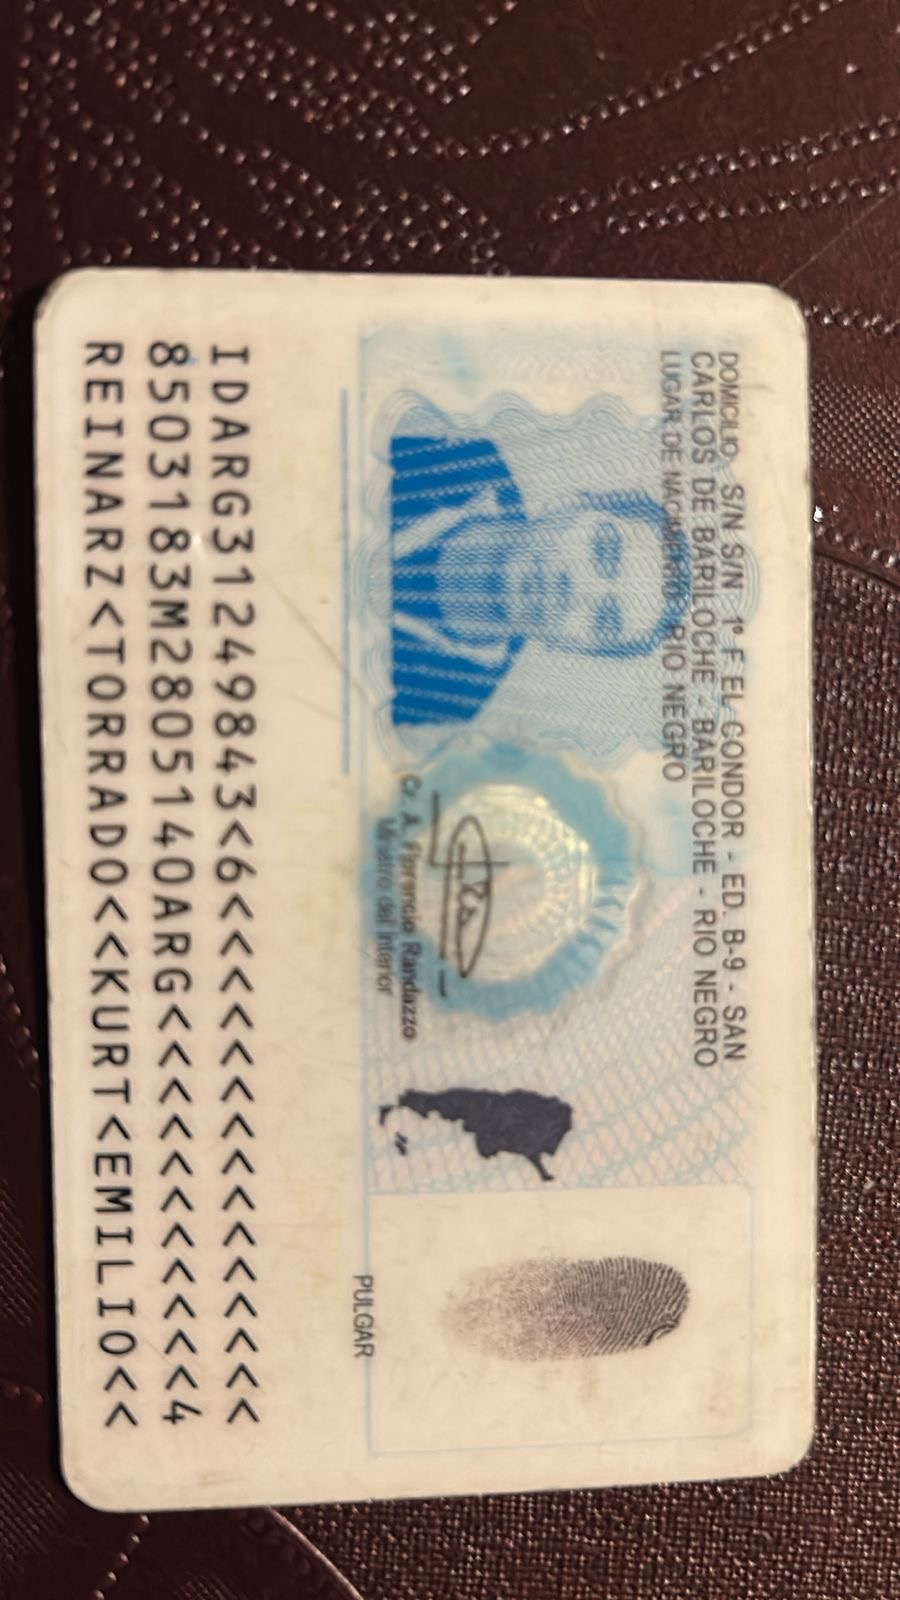 DOMICILIO: S/N S/N 1º F EL CONDOR - ED. B-9 - SAN
CARLOS DE BARILOCHE - BARILOCHE - RIO NEGRO
LUGAR DE NACIMIENTO: RIO NEGRO
Cr. A. Florencio Randazzo
Ministro del Interior
PULGAR
IDARG31249843<6<<<<<<<<<<<<<<<
8503183M2805140ARG<<<<<<<<<<<4
REINARZ<TORRADO<<KURT<EMILIO<<